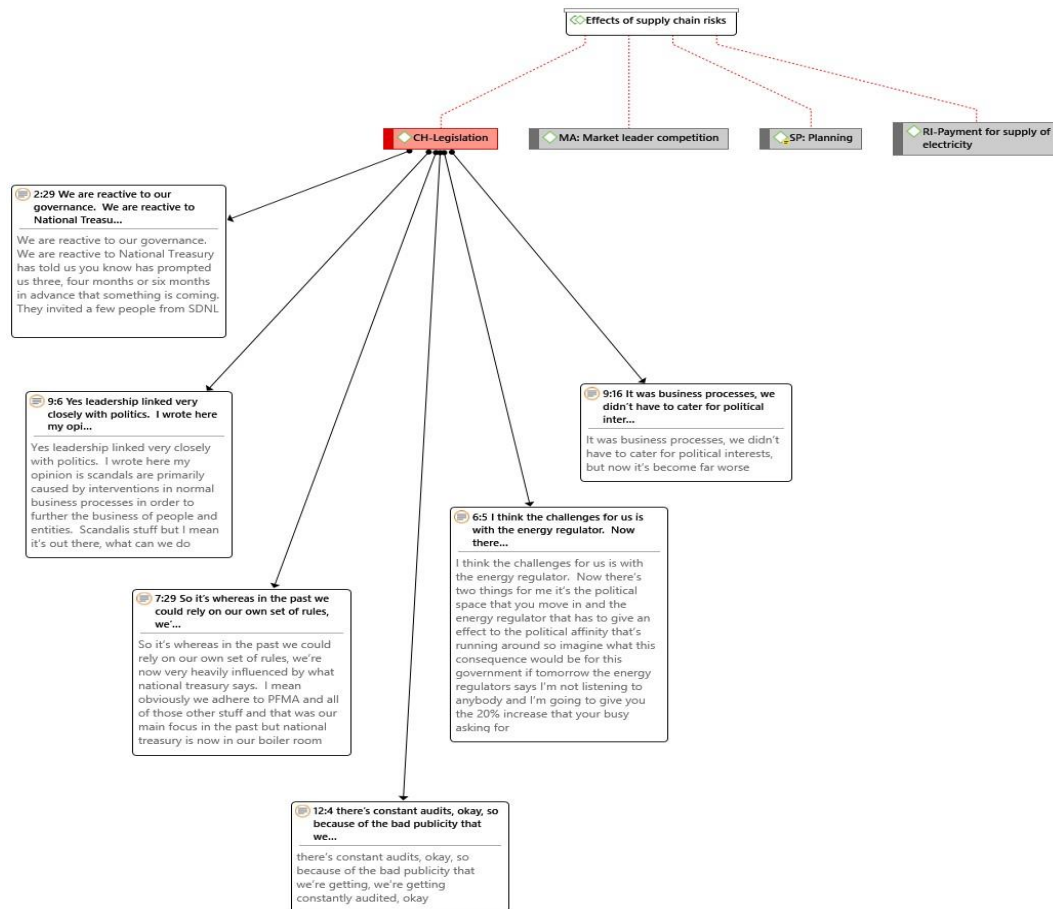 Effects of supply chain risks
CH-Legislation
MA: Market leader competition
SP: Planning
RI-Payment for supply of
electricity
2:29 We are reactive to our
governance.  We are reactive to
National Treasu...
We are reactive to our governance.
We are reactive to National Treasury
has told us you know has prompted
us three, four months or six months
in advance that something is coming.
They invited a few people from SDNL
9:6 Yes leadership linked very
closely with politics.  I wrote here
my opi...
Yes leadership linked very closely
with politics.  I wrote here my
opinion is scandals are primarily
caused by interventions in normal
business processes in order to
further the business of people and
entities.  Scandalis stuff but I mean
it's out there, what can we do
9:16 It was business processes, we
didn't have to cater for political
inter...
It was business processes, we didn't
have to cater for political interests,
but now it's become far worse
6:5 I think the challenges for us is
with the energy regulator.  Now
there...
I think the challenges for us is with
the energy regulator.  Now there's
two things for me it's the political
space that you move in and the
energy regulator that has to give an
effect to the political affinity that's
running around so imagine what this
consequence would be for this
government if tomorrow the energy
regulators says I'm not listening to
anybody and I'm going to give you
the 20% increase that your busy
asking for
7:29 So it's whereas in the past we
could rely on our own set of rules,
we'...
So it's whereas in the past we could
rely on our own set of rules, we're
now very heavily influenced by what
national treasury says.  I mean
obviously we adhere to PFMA and all
of those other stuff and that was our
main focus in the past but national
treasury is now in our boiler room
12:4 there's constant audits, okay, so
because of the bad publicity that
we...
there's constant audits, okay, so
because of the bad publicity that
we're getting, we're getting
constantly audited, okay